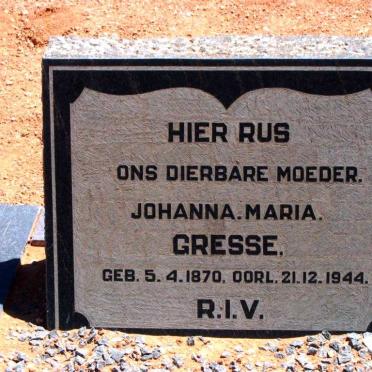 HIER RUS
ONS DIERBARE MOEDER.
JOHANNA.MARIA.
GRESSE.
GEB. 5. 4. 1870. OORL. 21.12.1944.
R.I.V.